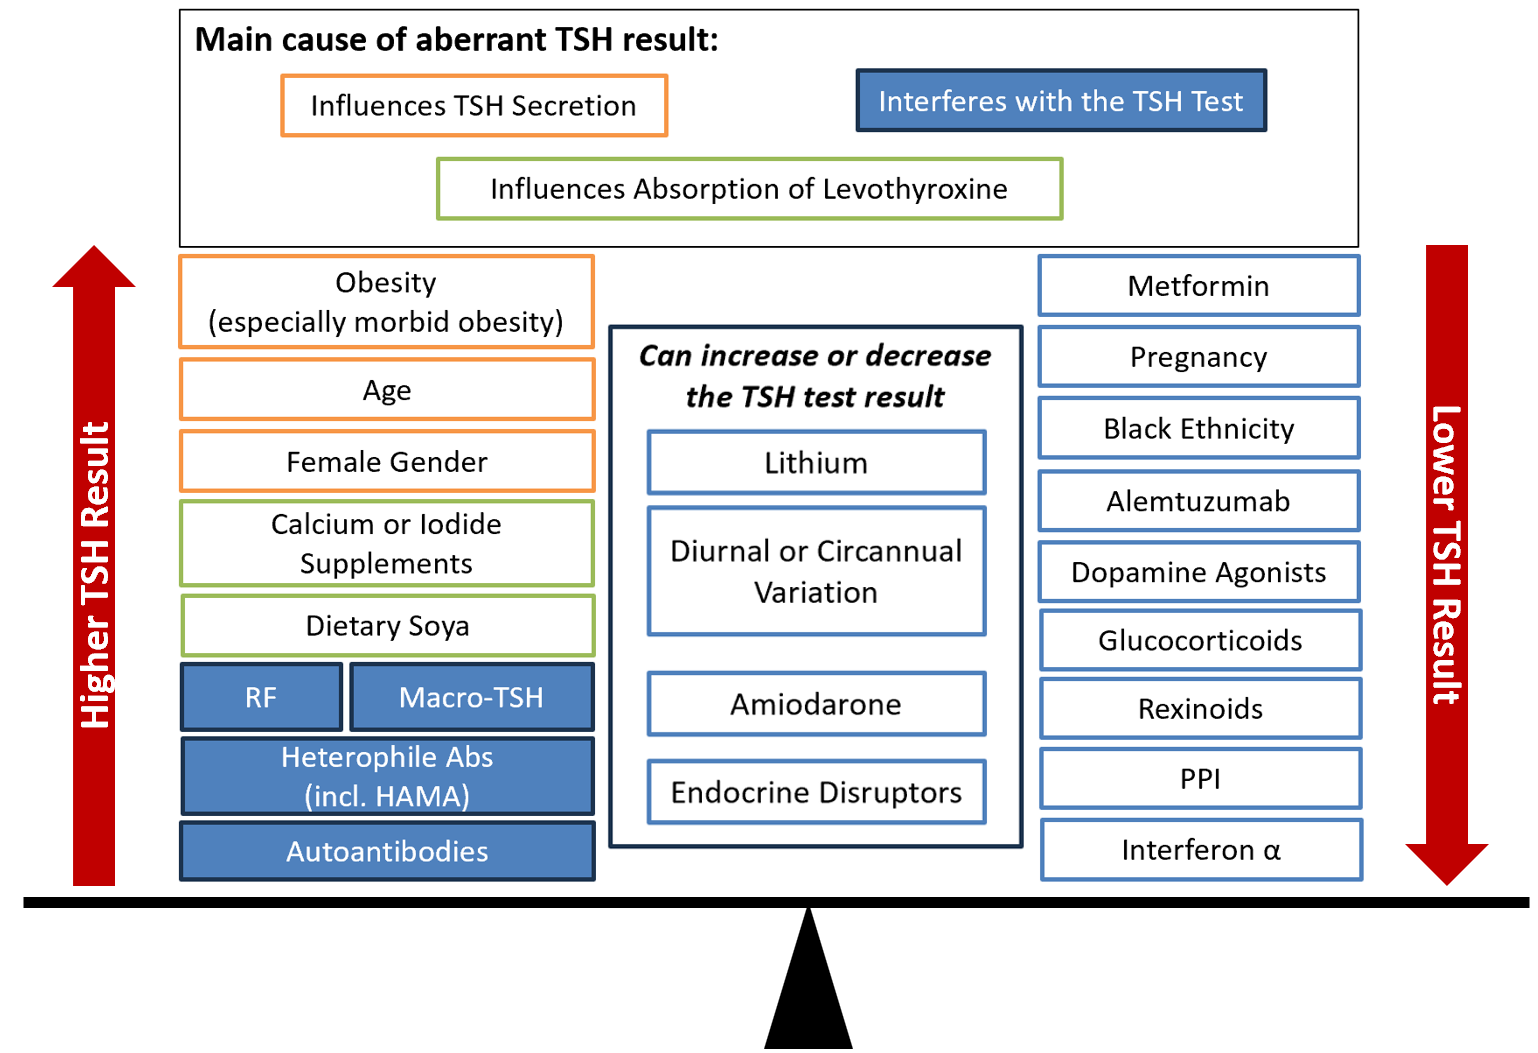 Main cause of aberrant TSH result:
Influences TSH Secretion
Interferes with the TSH Test
Influences Absorption of Levothyroxine
Higher TSH Result
Obesity
(especially morbid obesity)
Age
Female Gender
Calcium or Iodide
Supplements
Dietary Soya
RF
Macro-TSH
Heterophile Abs
(incl. HAMA)
Autoantibodies
Can increase or decrease
the TSH test result
Lithium
Diurnal or Circannual
Variation
Amiodarone
Endocrine Disruptors
Metformin
Pregnancy
Black Ethnicity
Alemtuzumab
Dopamine Agonists
Glucocorticoids
Rexinoids
PPI
Interferon α
Lower TSH Result